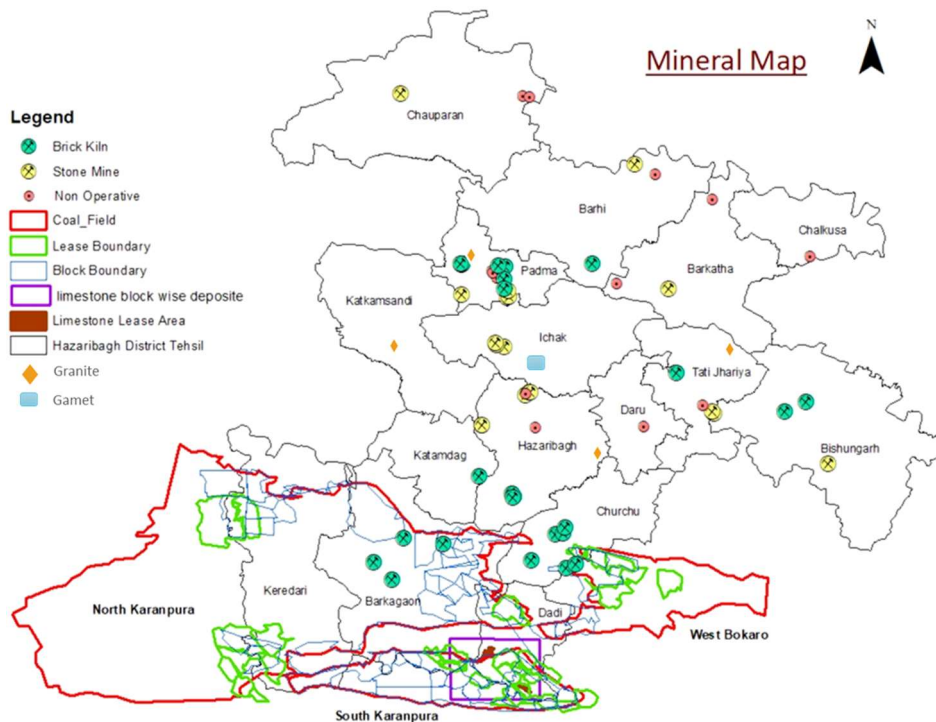 N
Mineral Map
Legend
Brick Kiln
Stone Mine
Non Operative
Coal_Field
Lease Boundary
Block Boundary
limestone block wise deposite
Limestone Lease Area
Hazaribagh District Tehsil
Granite
Gamet
Chauparan
Barhi
Chalkusa
Padma
Barkatha
Katkamsandi
Ichak
Tati Jhariya
Daru
Hazaribagh
Katamdag
Bishungarh
Churchu
Keredari
North Karanpura
Barkagaon
Dadi
West Bokaro
South Karanpura